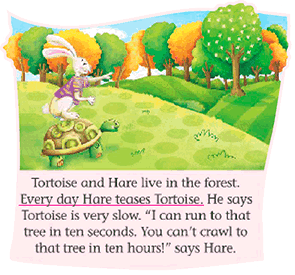 Tortoise and Hare live in the forest.
Every day Hare teases Tortoise. He says
Tortoise is very slow. “I can run to that
tree in ten seconds. You can’t crawl to
that tree in ten hours!” says Hare.